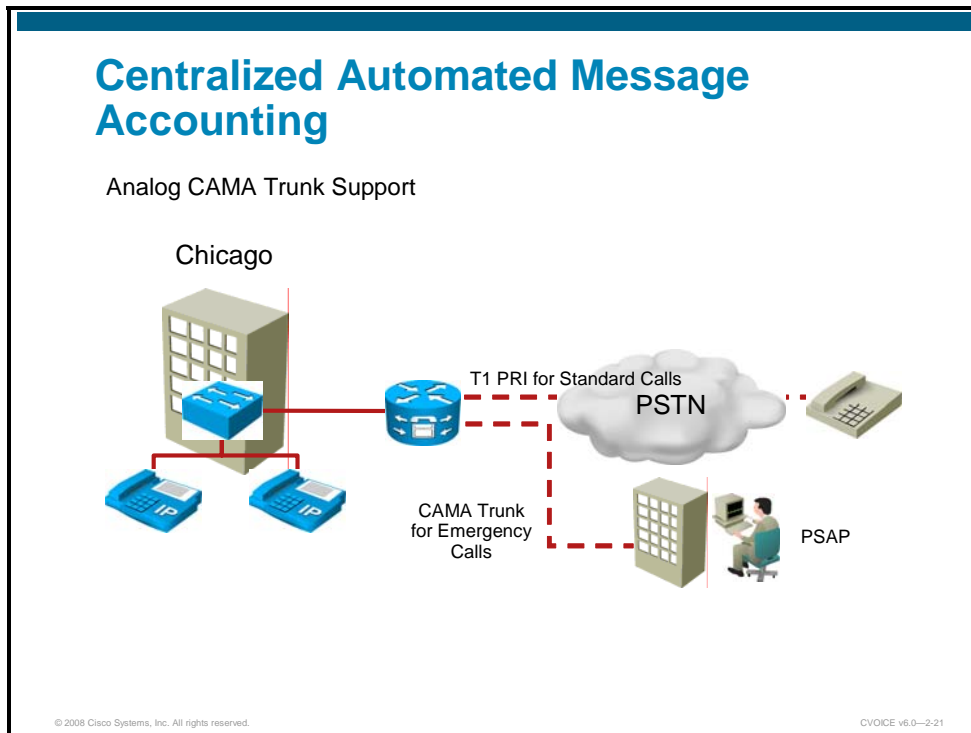 Centralized Automated Message
Accounting
Analog CAMA Trunk Support
Chicago
T1 PRI for Standard Calls
PSTN
IP
IP
CAMA Trunk
for Emergency
Calls
PSAP
© 2008 Cisco Systems, Inc. All rights reserved.
CVOICE v6.0—2-21